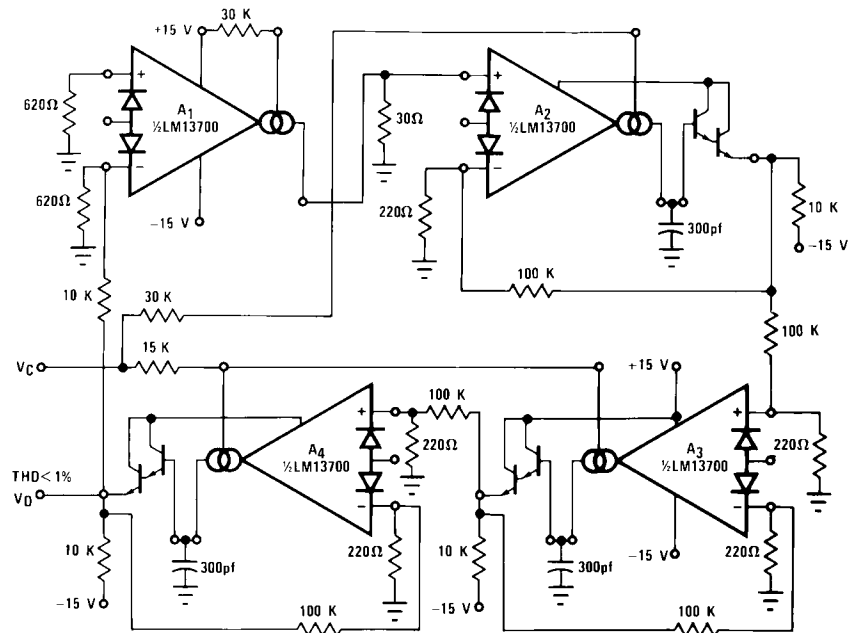 +15 V
30 K
620Ω
+
A1
½LM13700
−
620Ω
−15 V
30Ω
+
A2
½LM13700
−
220Ω
300pf
10 K
−15 V
10 K
30 K
100 K
100 K
VC
15 K
+15 V
THD<1%
VO
A4
½LM13700
+
−
100 K
220Ω
A3
½LM13700
+
−
220Ω
10 K
−15 V
300pf
220Ω
100 K
10 K
−15 V
300pf
−15 V
220Ω
100 K